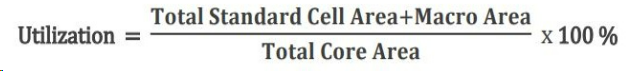 Total Standard Cell Area+Macro Area
Utilization = x 100 %
Total Core Area